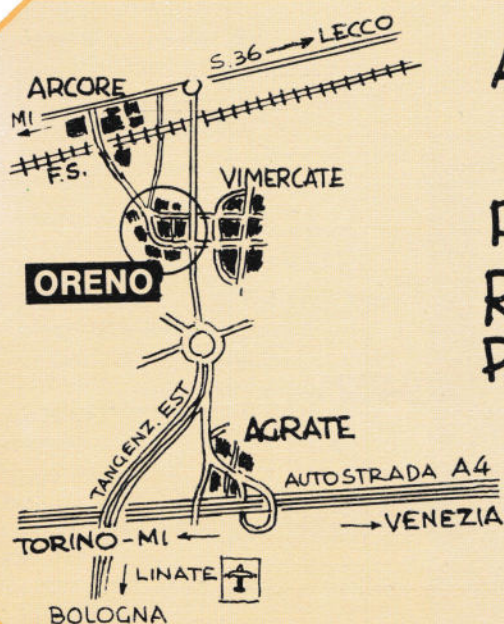 S.36 → LECCO
ARCORE
MI ←
F.S.
VIMERCATE
ORENO
TANGENZ. EST
AGRATE
AUTOSTRADA A4
→ VENEZIA
TORINO-MI ←
↓ LINATE
BOLOGNA